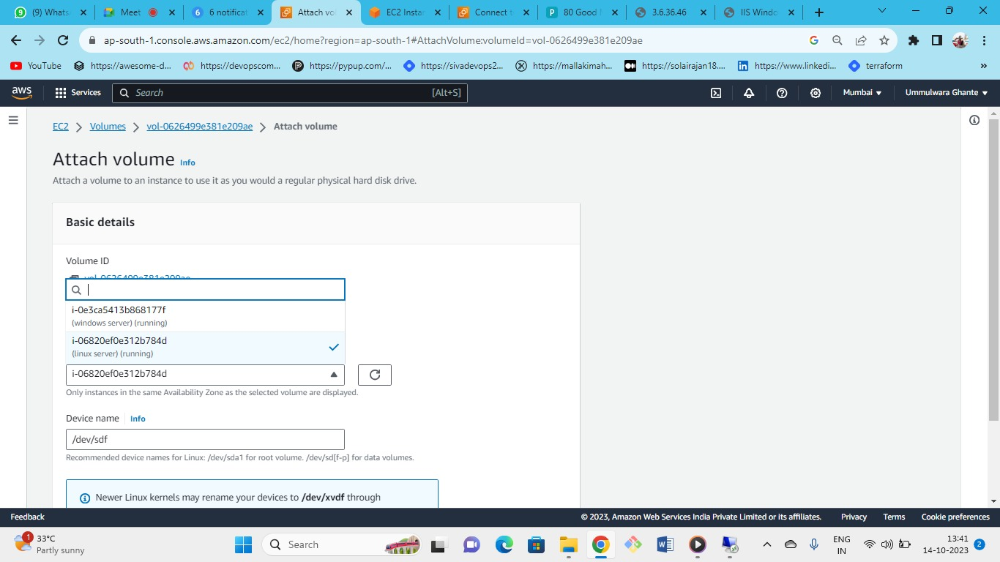 (9) Whats
Meet
6 notificat
Attach vo
EC2 Instan
Connect t
80 Good
3.6.36.46
IIS Windo
ap-south-1.console.aws.amazon.com/ec2/home?region=ap-south-1#AttachVolume:volumeId=vol-0626499e381e209ae
YouTube
https://awesome-d...
https://devopscom...
https://pypup.com/...
https://sivadevops2...
https://mallakimah...
https://solairajan18....
https://www.linkedi...
terraform
»
aws
Services
Search
[Alt+S]
Mumbai
Ummulwara Ghante
EC2
Volumes
vol-0626499e381e209ae
Attach volume
Attach volume Info
Attach a volume to an instance to use it as you would a regular physical hard disk drive.
Basic details
Volume ID
vol-0626499e381e209ae
i-0e3ca5413b868177f
(windows server) (running)
i-06820ef0e312b784d
(linux server) (running)
i-06820ef0e312b784d
Only instances in the same Availability Zone as the selected volume are displayed.
Device name Info
/dev/sdf
Recommended device names for Linux: /dev/sda1 for root volume. /dev/sd[f-p] for data volumes.
Newer Linux kernels may rename your devices to /dev/xvdf through
Feedback
© 2023, Amazon Web Services India Private Limited or its affiliates.
Privacy
Terms
Cookie preferences
1
33°C
Partly sunny
Search
ENG
IN
13:41
14-10-2023
2